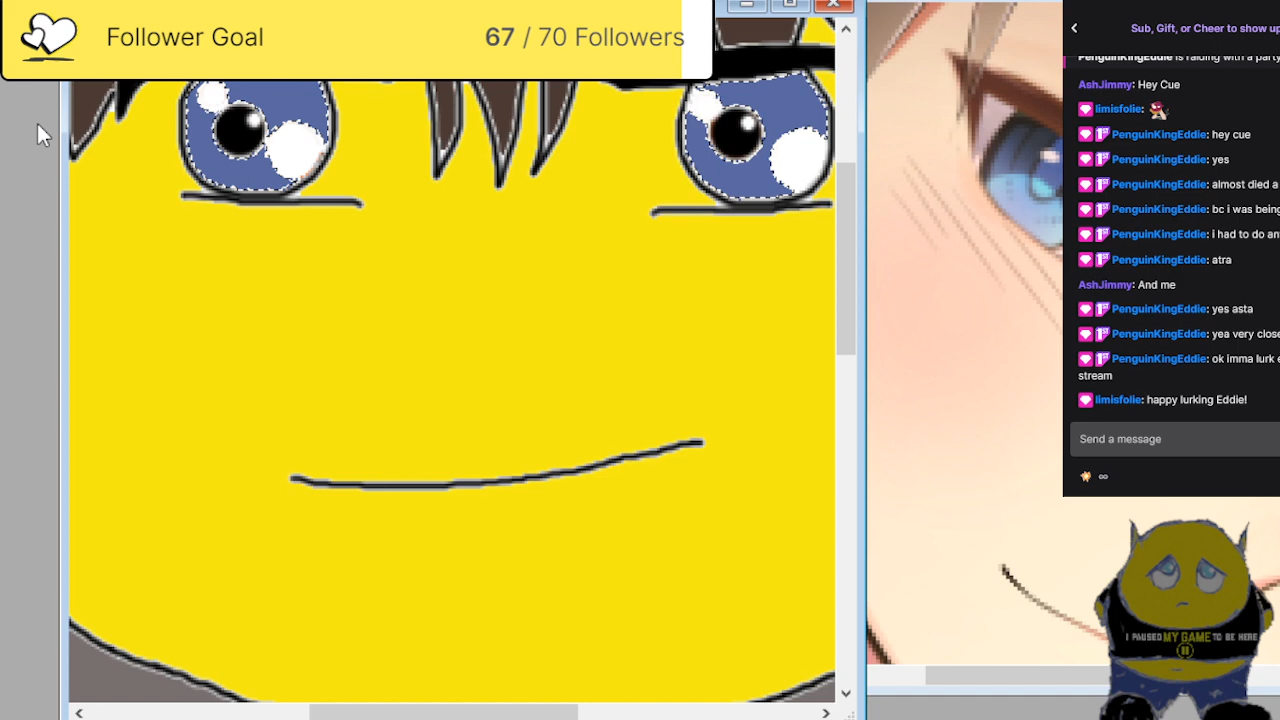 Follower Goal
67 / 70 Followers
Sub, Gift, or Cheer to show up
PenguinKingEddie is raiding with a party
AshJimmy: Hey Cue
limisfolie:
PenguinKingEddie: hey cue
PenguinKingEddie: yes
PenguinKingEddie: almost died a
PenguinKingEddie: bc i was being
PenguinKingEddie: i had to do an
PenguinKingEddie: atra
AshJimmy: And me
PenguinKingEddie: yes asta
PenguinKingEddie: yea very close
PenguinKingEddie: ok imma lurk
stream
limisfolie: happy lurking Eddie!
Send a message
I PAUSED MY GAME TO BE HERE